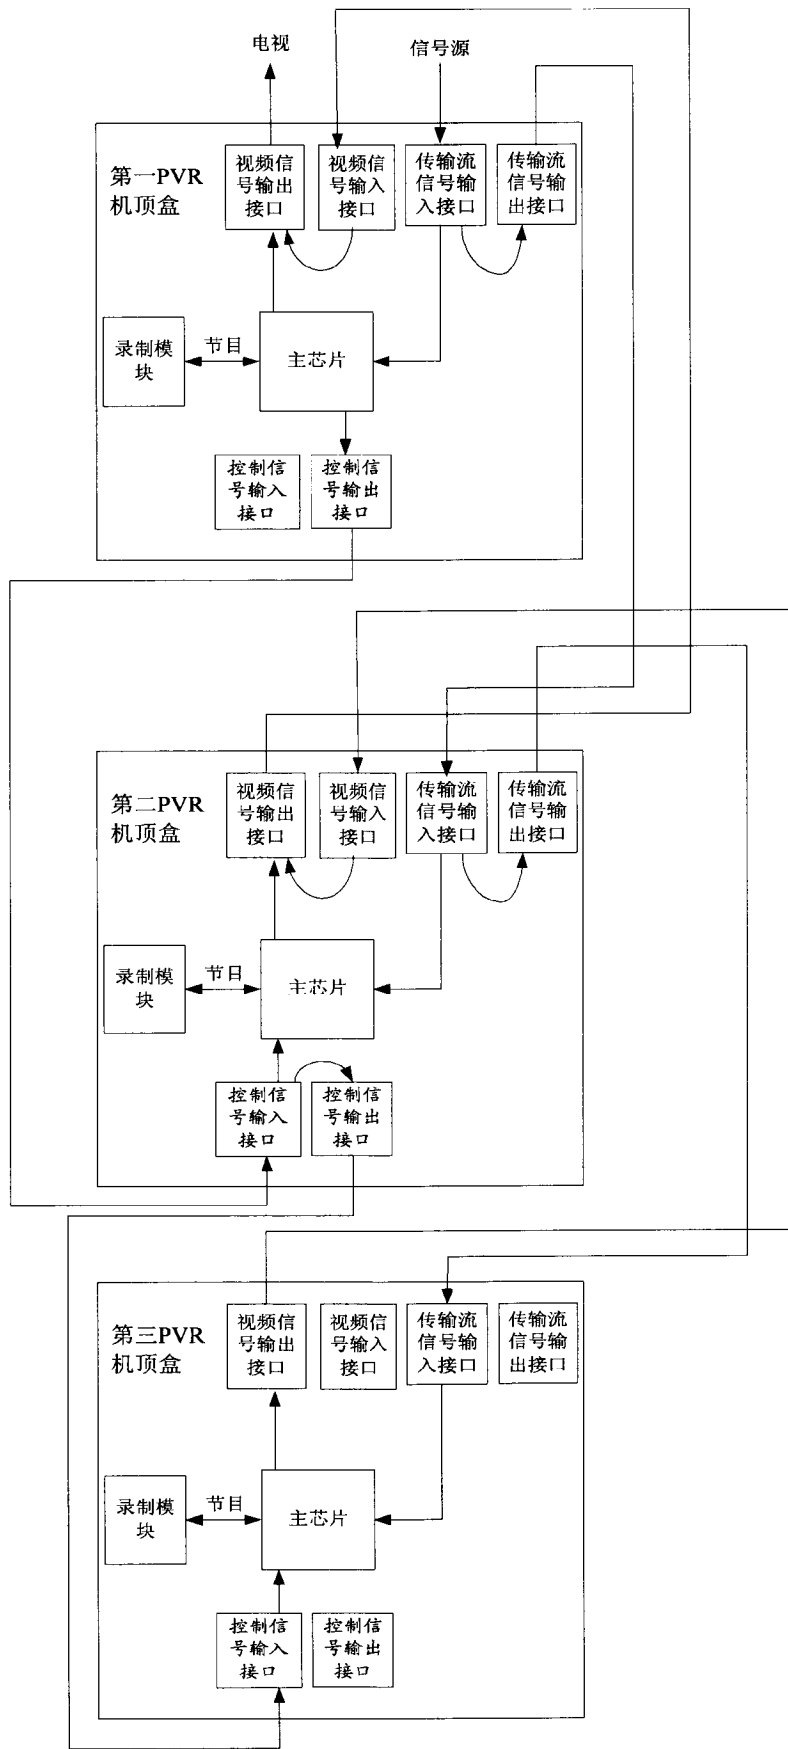 电视
信号源
第一PVR
机顶盒
视频信
号输出
接口
视频信
号输入
接口
传输流
信号输
入接口
传输流
信号输
出接口
录制模
块
节目
主芯片
控制信
号输入
接口
控制信
号输出
接口
第二PVR
机顶盒
视频信
号输出
接口
视频信
号输入
接口
传输流
信号输
入接口
传输流
信号输
出接口
录制模
块
节目
主芯片
控制信
号输入
接口
控制信
号输出
接口
第三PVR
机顶盒
视频信
号输出
接口
视频信
号输入
接口
传输流
信号输
入接口
传输流
信号输
出接口
录制模
块
节目
主芯片
控制信
号输入
接口
控制信
号输出
接口